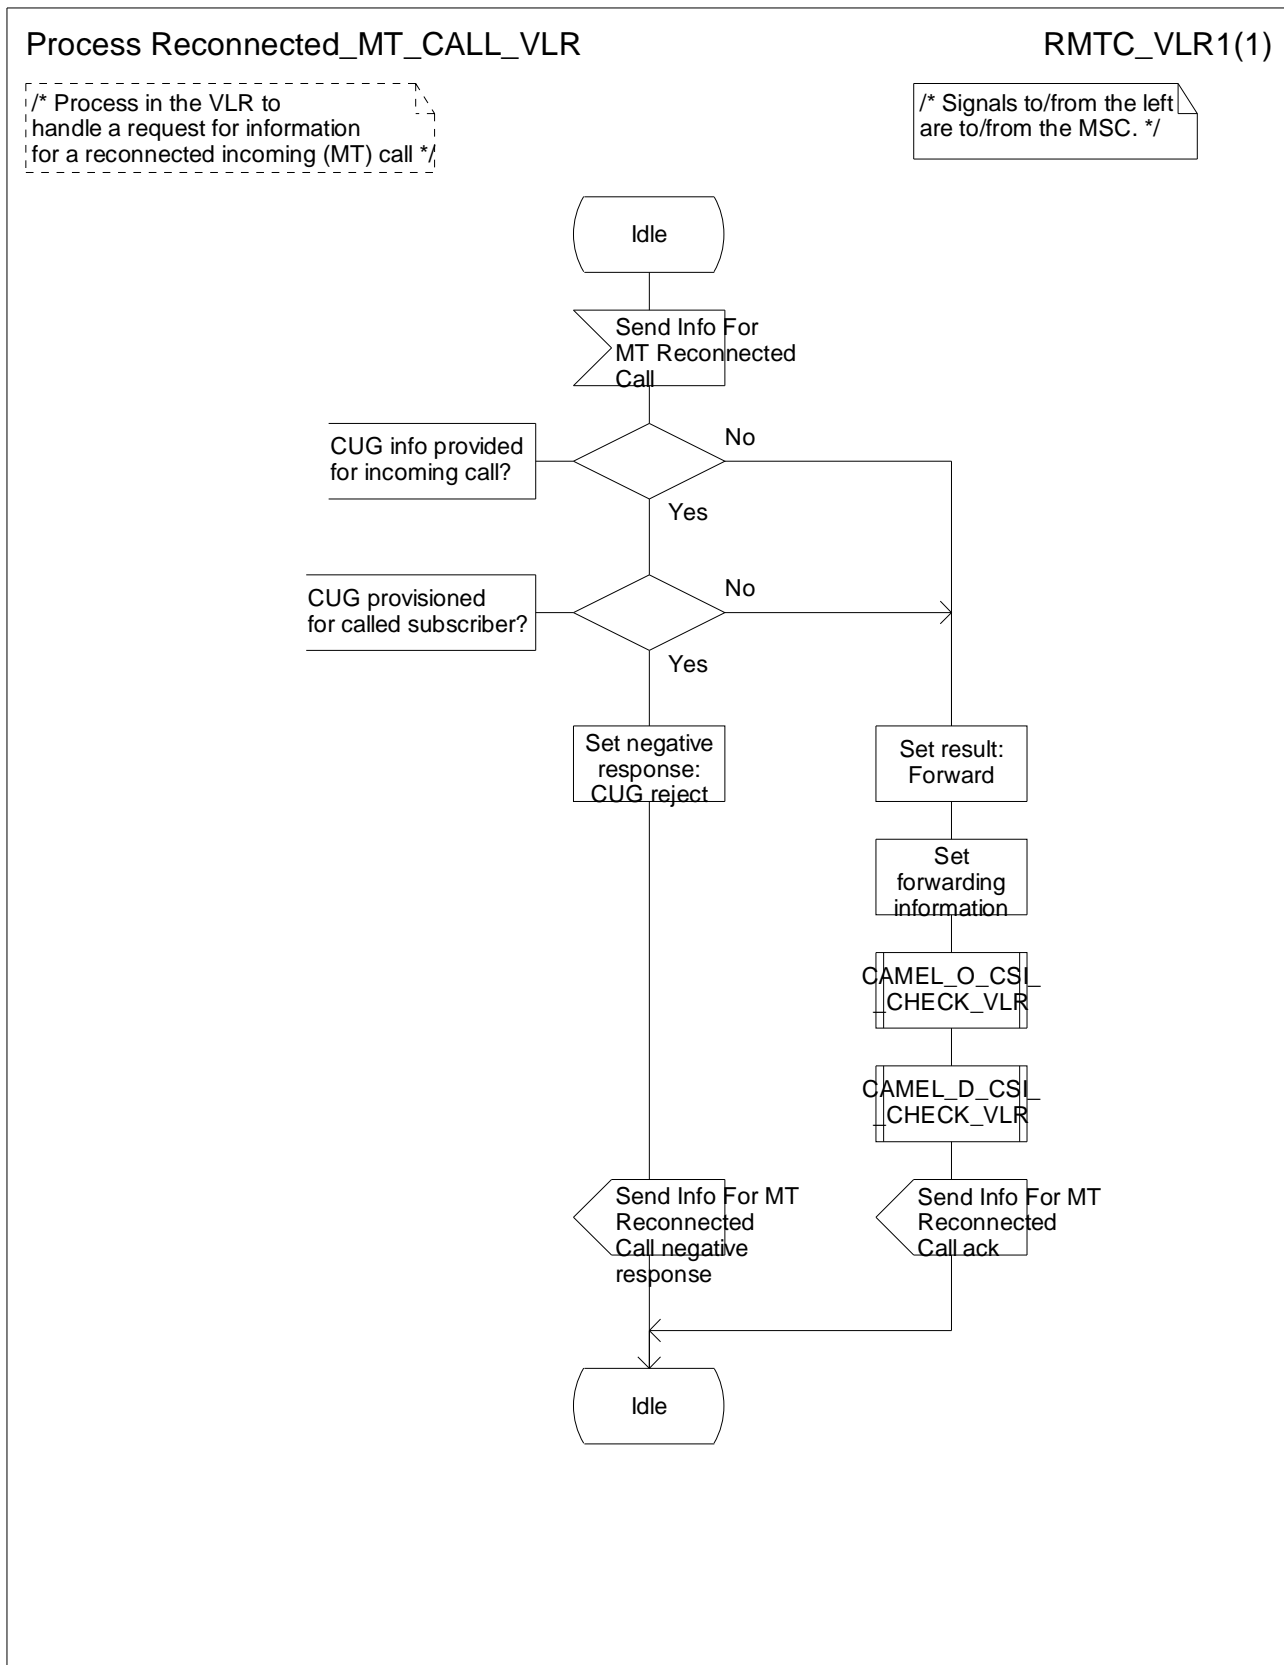 Process Reconnected_MT_CALL_VLR
RMTC_VLR1(1)
/* Process in the VLR to
handle a request for information
for a reconnected incoming (MT) call */
/* Signals to/from the left
are to/from the MSC. */
Idle
Send Info For
MT Reconnected
Call
CUG info provided
for incoming call?
No
Yes
CUG provisioned
for called subscriber?
No
Yes
Set negative
response:
CUG reject
Set result:
Forward
Set
forwarding
information
CAMEL_O_CSI_
_CHECK_VLR
CAMEL_D_CSI_
_CHECK_VLR
Send Info For MT
Reconnected
Call negative
response
Send Info For MT
Reconnected
Call ack
Idle